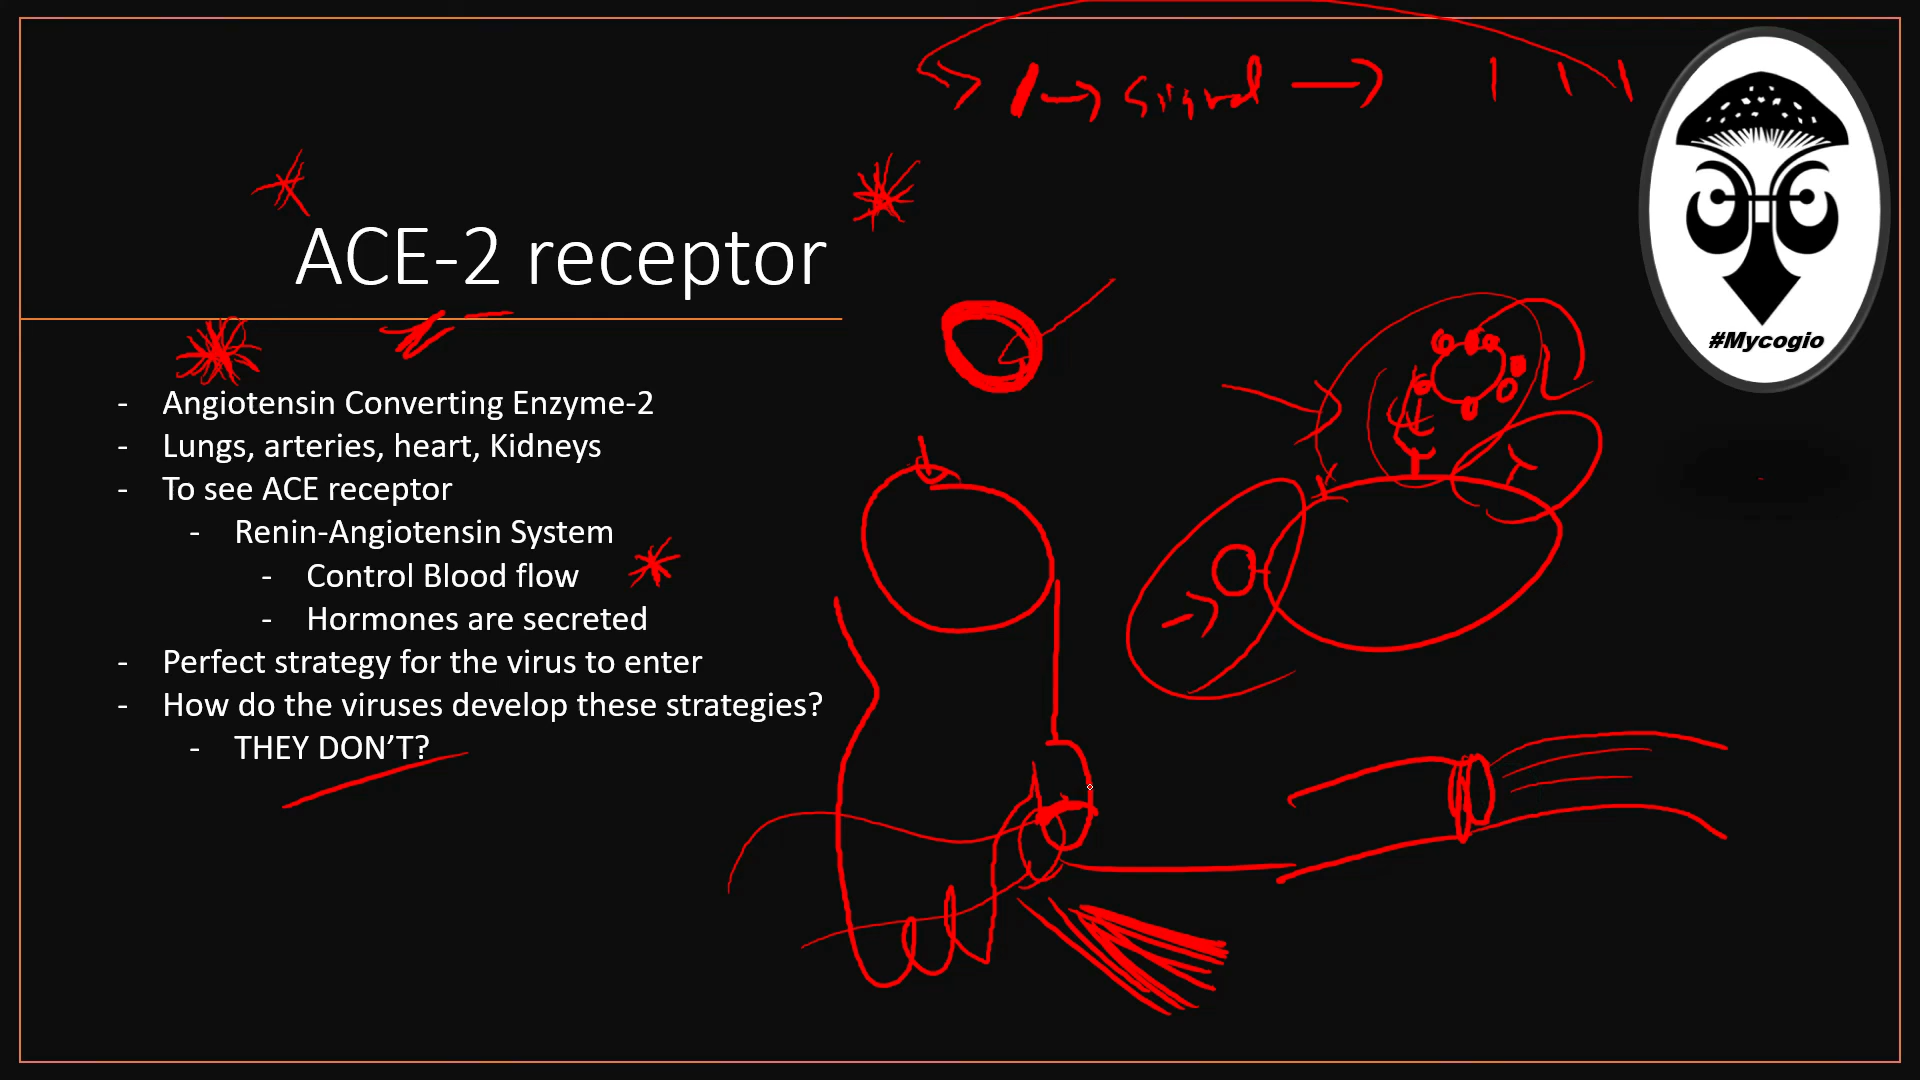 signal
ACE-2 receptor
- Angiotensin Converting Enzyme-2
- Lungs, arteries, heart, Kidneys
- To see ACE receptor
- Renin-Angiotensin System
- Control Blood flow
- Hormones are secreted
- Perfect strategy for the virus to enter
- How do the viruses develop these strategies?
- THEY DON’T?
#Mycogio